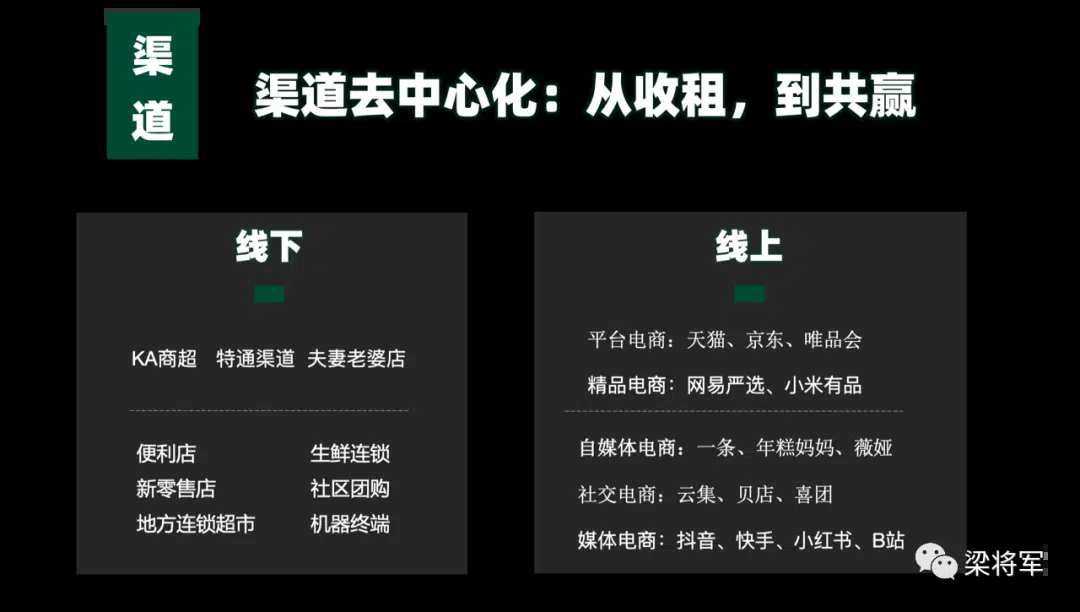 渠道
渠道去中心化：从收租，到共赢
线下
KA商超 特通渠道 夫妻老婆店
便利店 生鲜连锁
新零售店 社区团购
地方连锁超市 机器终端
线上
平台电商：天猫、京东、唯品会
精品电商：网易严选、小米有品
自媒体电商：一条、年糕妈妈、薇娅
社交电商：云集、贝店、喜团
媒体电商：抖音、快手、小红书、B站
梁将军